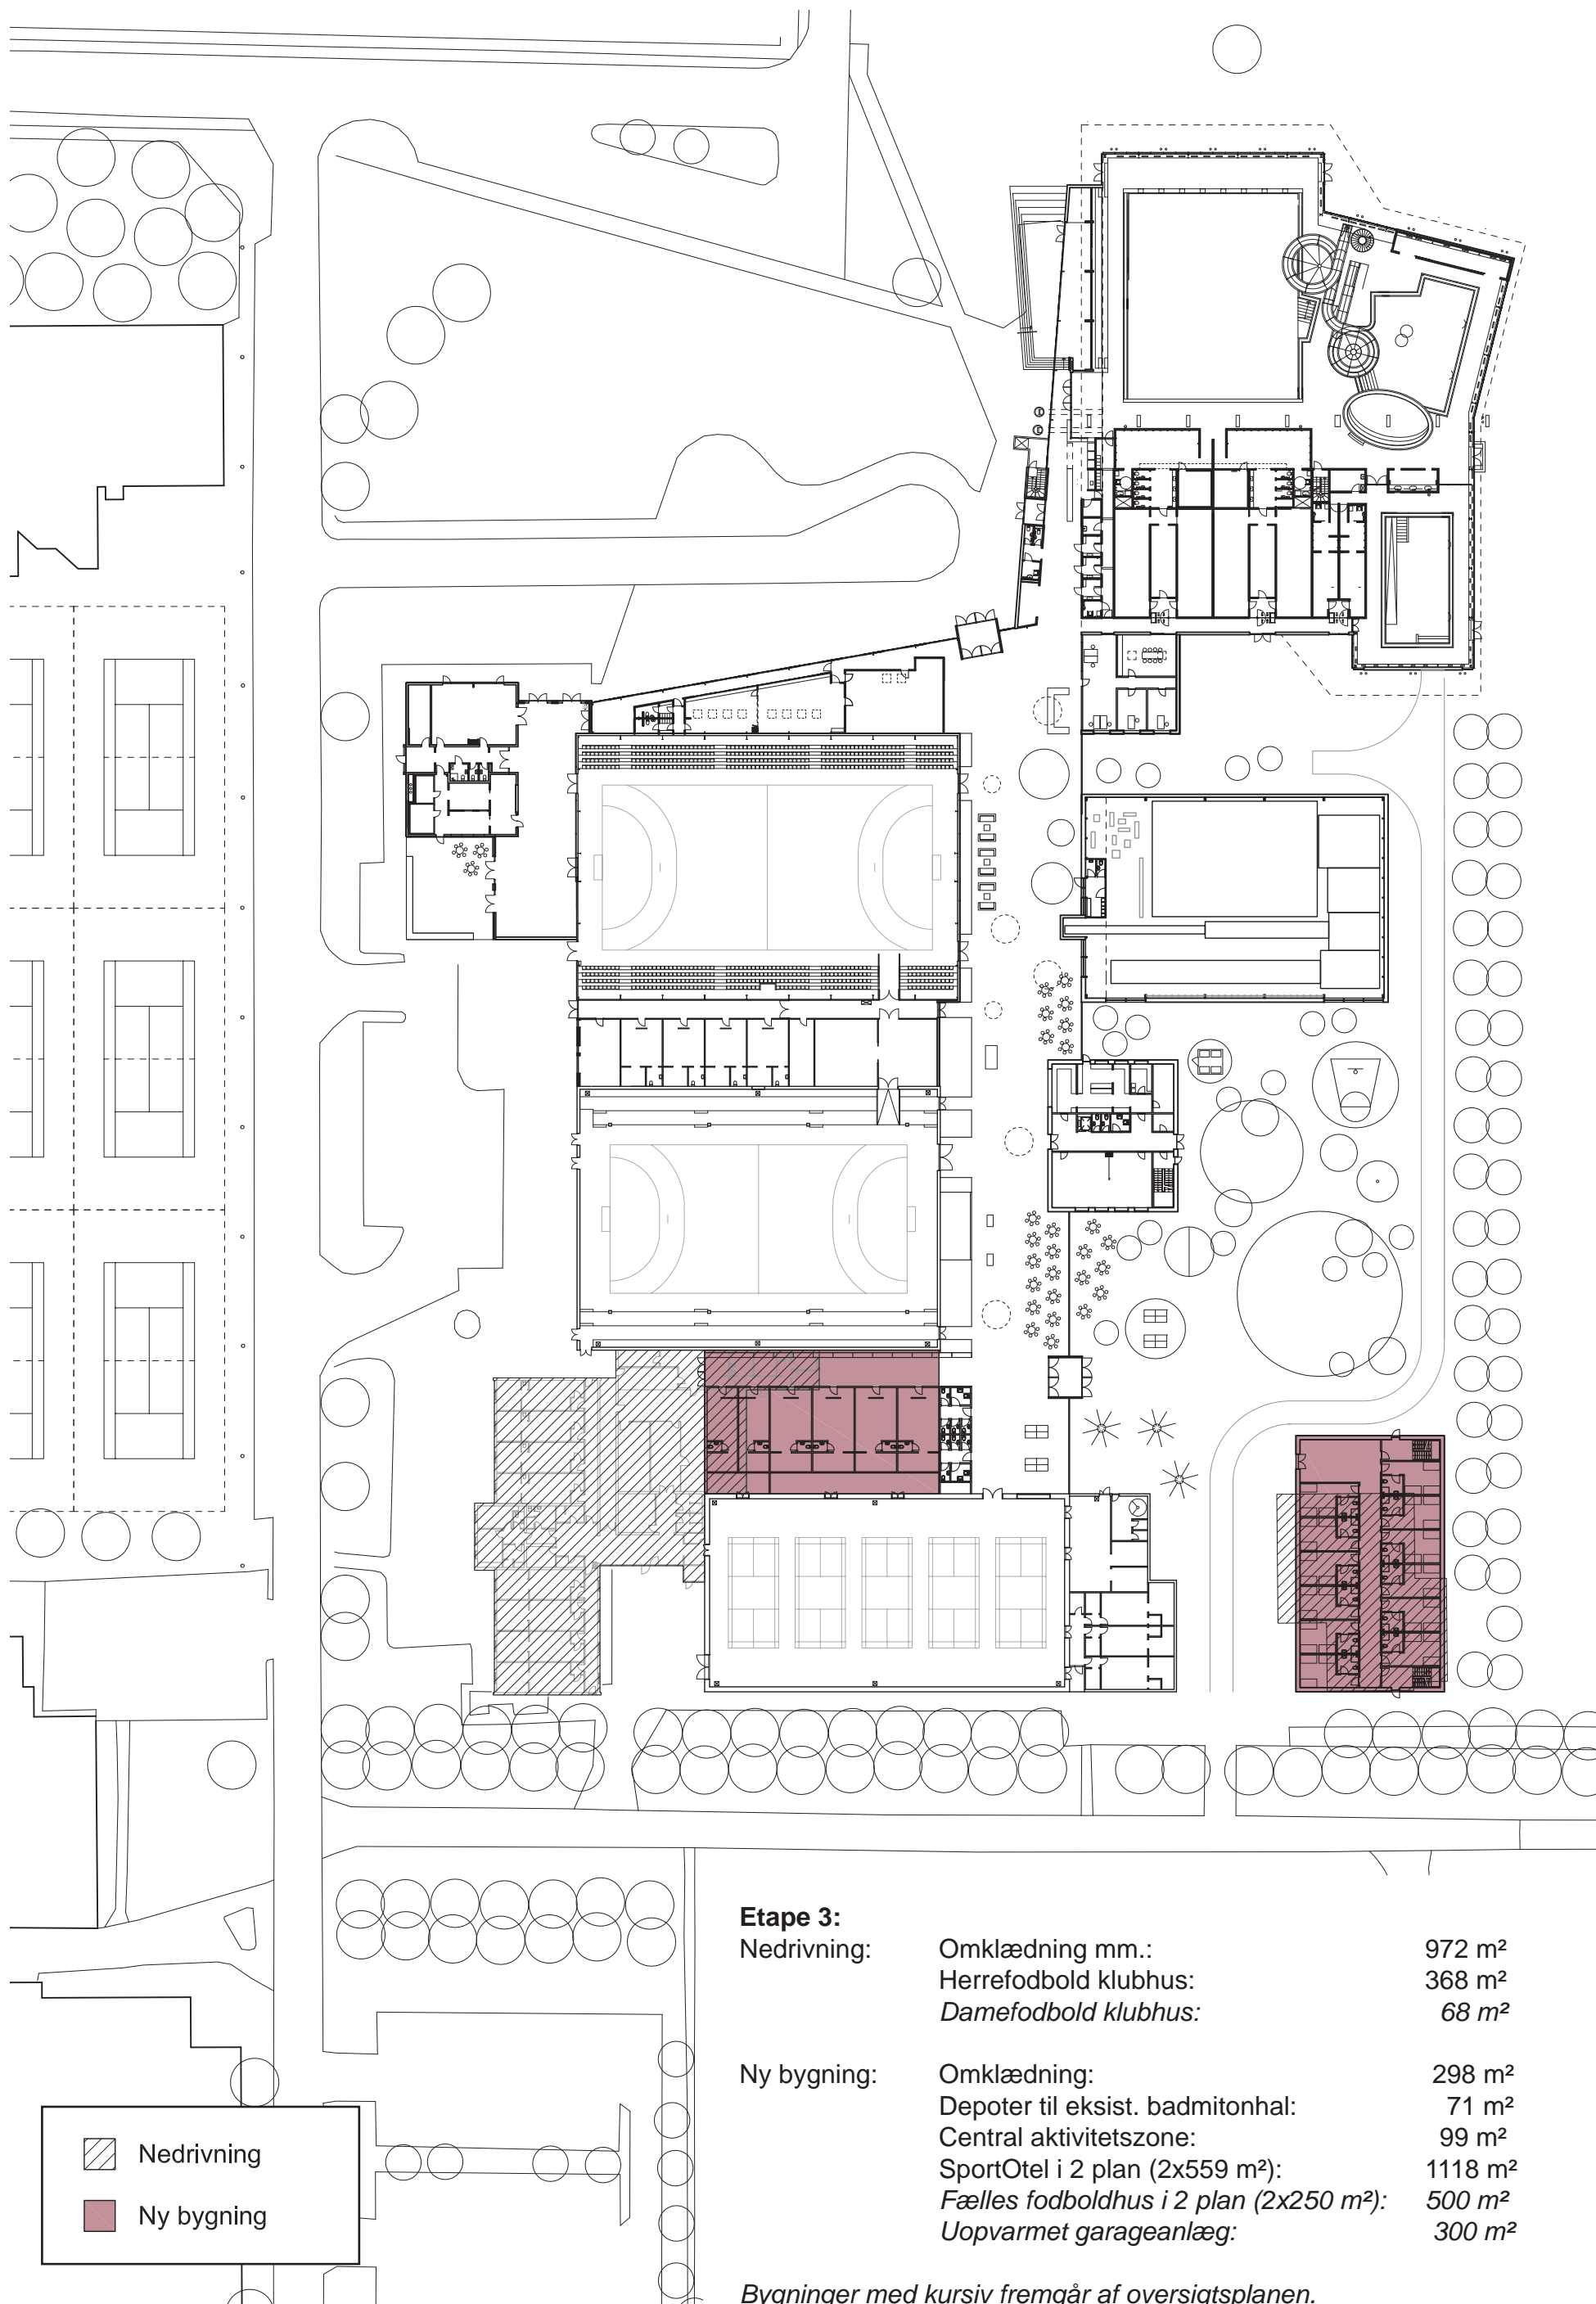 Etape 3:
Nedrivning: Omklædning mm.: 972 m²
Herrefodbold klubhus: 368 m²
Damefodbold klubhus: 68 m²
Ny bygning: Omklædning: 298 m²
Depoter til eksist. badmitonhal: 71 m²
Central aktivitetszone: 99 m²
SportOtel i 2 plan (2x559 m²): 1118 m²
Fælles fodboldhus i 2 plan (2x250 m²): 500 m²
Uopvarmet garageanlæg: 300 m²
Bygninger med kursiv fremgår af oversigtsplanen.
Nedrivning
Ny bygning